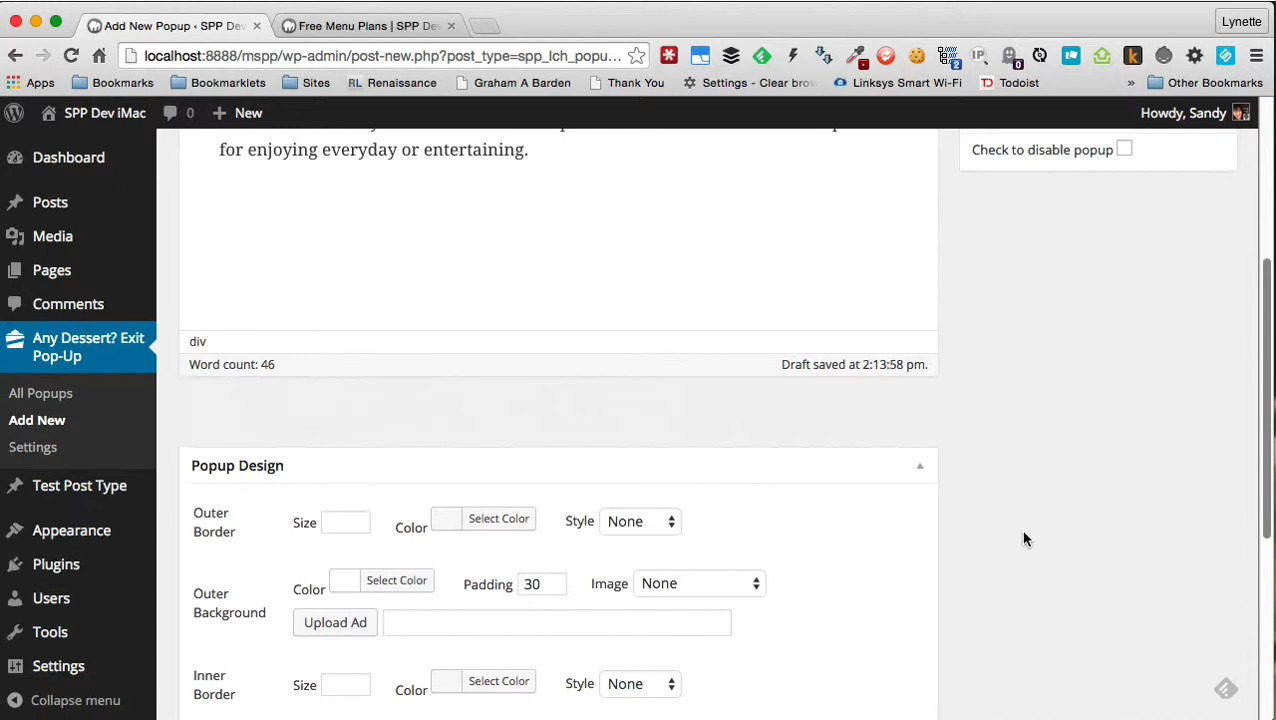 Add New Popup ‹ SPP Dev
Free Menu Plans | SPP Dev
Lynette
localhost:8888/mspp/wp-admin/post-new.php?post_type=spp_lch_popu...
Apps
Bookmarks
Bookmarklets
Sites
RL Renaissance
Graham A Barden
Thank You
Settings - Clear brow
Linksys Smart Wi-Fi
Todoist
»
Other Bookmarks
SPP Dev iMac
0
New
Howdy, Sandy
Dashboard
Posts
Media
Pages
Comments
Any Dessert? Exit
Pop-Up
All Popups
Add New
Settings
Test Post Type
Appearance
Plugins
Users
Tools
Settings
Collapse menu
for enjoying everyday or entertaining.
Check to disable popup
div
Word count: 46
Draft saved at 2:13:58 pm.
Popup Design
Outer
Border
Size
Color
Select Color
Style
None
Outer
Background
Color
Select Color
Padding
30
Image
None
Upload Ad
Inner
Border
Size
Color
Select Color
Style
None